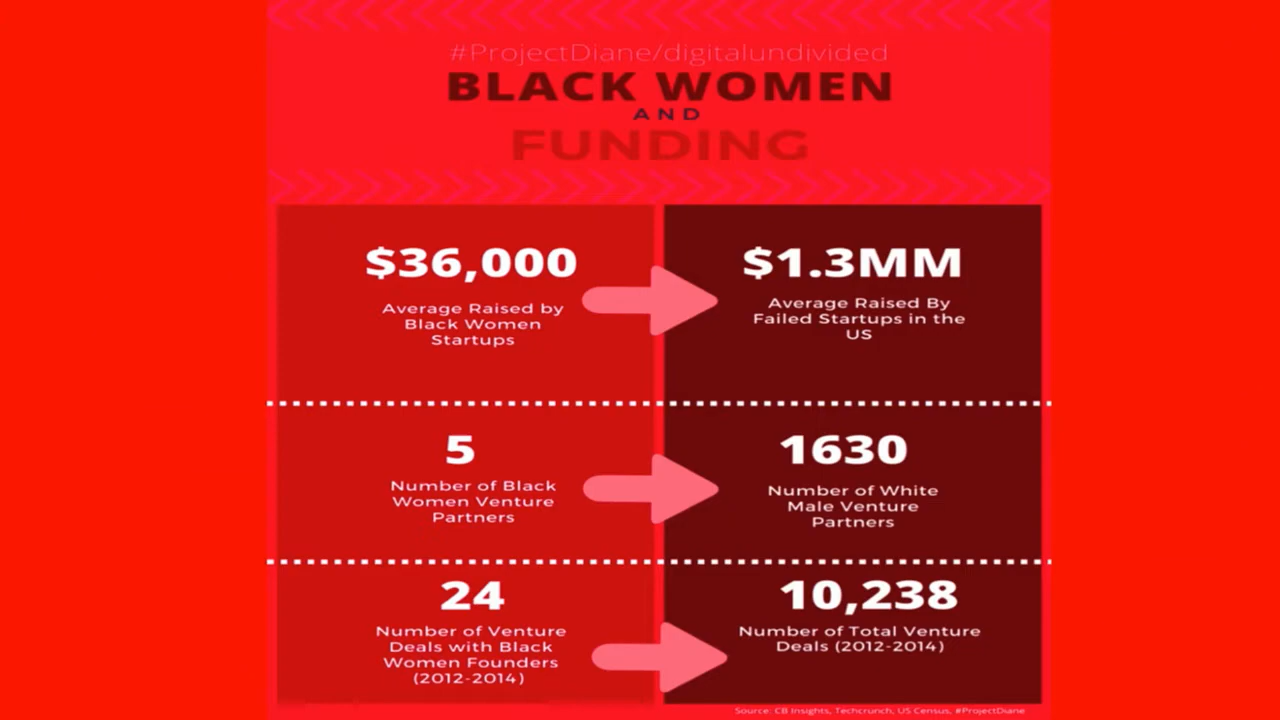 #ProjectDiane/digitalundivided
BLACK WOMEN
AND
FUNDING
$36,000
Average Raised by
Black Women
Startups
$1.3MM
Average Raised By
Failed Startups in the
US
5
Number of Black
Women Venture
Partners
1630
Number of White
Male Venture
Partners
24
Number of Venture
Deals with Black
Women Founders
(2012-2014)
10,238
Number of Total Venture
Deals (2012-2014)
Source: CB Insights, Techcrunch, US Census, #ProjectDiane